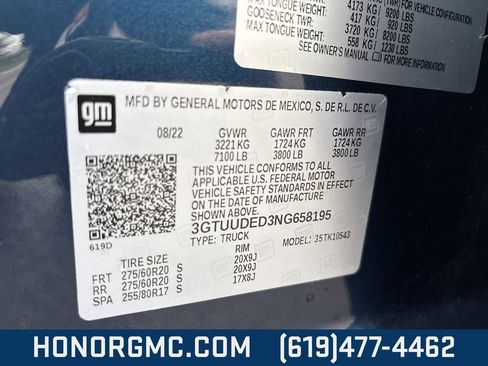 (TWR) FOR VEHICLE CONFIGURATION.
4173 KG / 9200 LBS
GOOSENECK TWR:
MAX TONGUE WEIGHT: 417 KG / 920 LBS
3720 KG / 8200 LBS
MAX TONGUE WEIGHT: 558 KG / 1230 LBS
SEE OWNER'S MANUAL
gm
MFD BY GENERAL MOTORS DE MEXICO, S. DE R.L. DE C.V.
08/22 GVWR GAWR FRT GAWR RR
3221 KG 1724 KG 1724 KG
7100 LB 3800 LB 3800 LB
THIS VEHICLE CONFORMS TO ALL APPLICABLE
U.S. FEDERAL MOTOR
VEHICLE SAFETY STANDARDS IN EFFECT ON THE DATE OF
MANUFACTURE SHOWN ABOVE.
3GTUUDED3NG658195
619D
TYPE: TRUCK MODEL: 35TK10543
TIRE SIZE RIM
FRT 275/60R20 S 20X9J
RR 275/60R20 S 20X9J
SPA 255/80R17 S 17X8J
HONORGMC.COM (619)477-4462